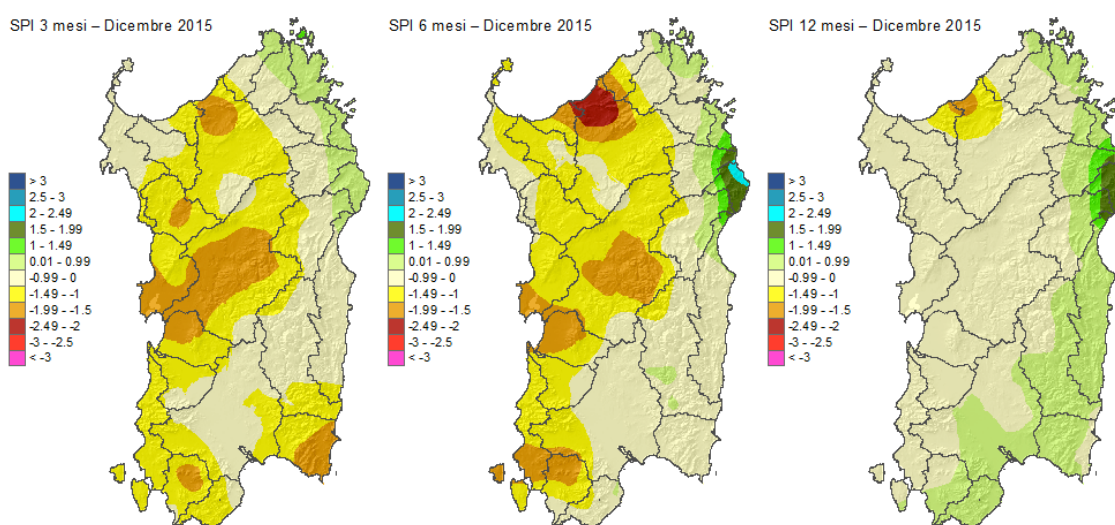 SPI 3 mesi – Dicembre 2015
> 3
2.5 - 3
2 - 2.49
1.5 - 1.99
1 - 1.49
0.01 - 0.99
-0.99 - 0
-1.49 - -1
-1.99 - -1.5
-2.49 - -2
-3 - -2.5
< -3
SPI 6 mesi – Dicembre 2015
> 3
2.5 - 3
2 - 2.49
1.5 - 1.99
1 - 1.49
0.01 - 0.99
-0.99 - 0
-1.49 - -1
-1.99 - -1.5
-2.49 - -2
-3 - -2.5
< -3
SPI 12 mesi – Dicembre 2015
> 3
2.5 - 3
2 - 2.49
1.5 - 1.99
1 - 1.49
0.01 - 0.99
-0.99 - 0
-1.49 - -1
-1.99 - -1.5
-2.49 - -2
-3 - -2.5
< -3